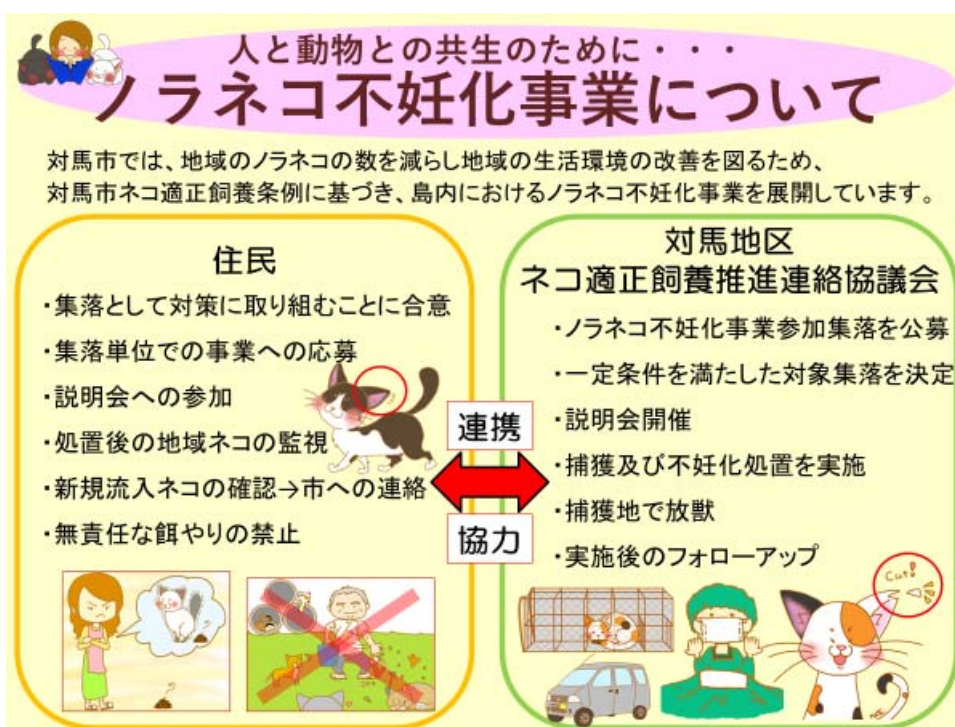 人と動物との共生のために・・・
ノラネコ不妊化事業について
対馬市では、地域のノラネコの数を減らし地域の生活環境の改善を図るため、
対馬市ネコ適正飼養条例に基づき、島内におけるノラネコ不妊化事業を展開しています。
住民
・集落として対策に取り組むことに合意
・集落単位での事業への応募
・説明会への参加
・処置後の地域ネコの監視
・新規流入ネコの確認→市への連絡
・無責任な餌やりの禁止
連携
協力
対馬地区
ネコ適正飼養推進連絡協議会
・ノラネコ不妊化事業参加集落を公募
・一定条件を満たした対象集落を決定
・説明会開催
・捕獲及び不妊化処置を実施
・捕獲地で放獣
・実施後のフォローアップ
Cut!